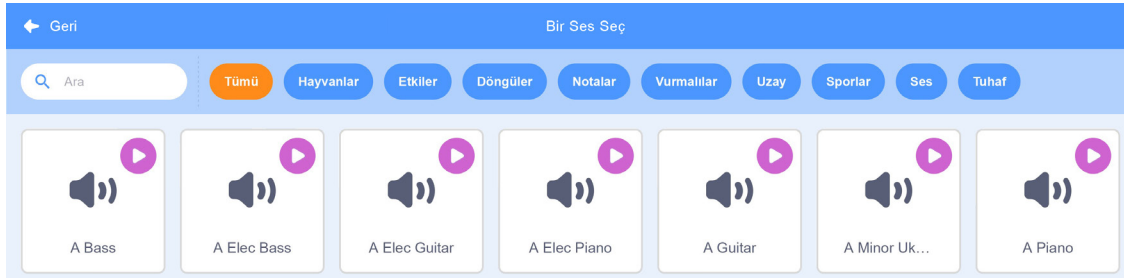 Geri Bir Ses Seç
Ara Tümü Hayvanlar Etkiler Döngüler Notalar Vurmalılar Uzay Sporlar Ses Tuhaf
A Bass A Elec Bass A Elec Guitar A Elec Piano A Guitar A Minor Uk... A Piano